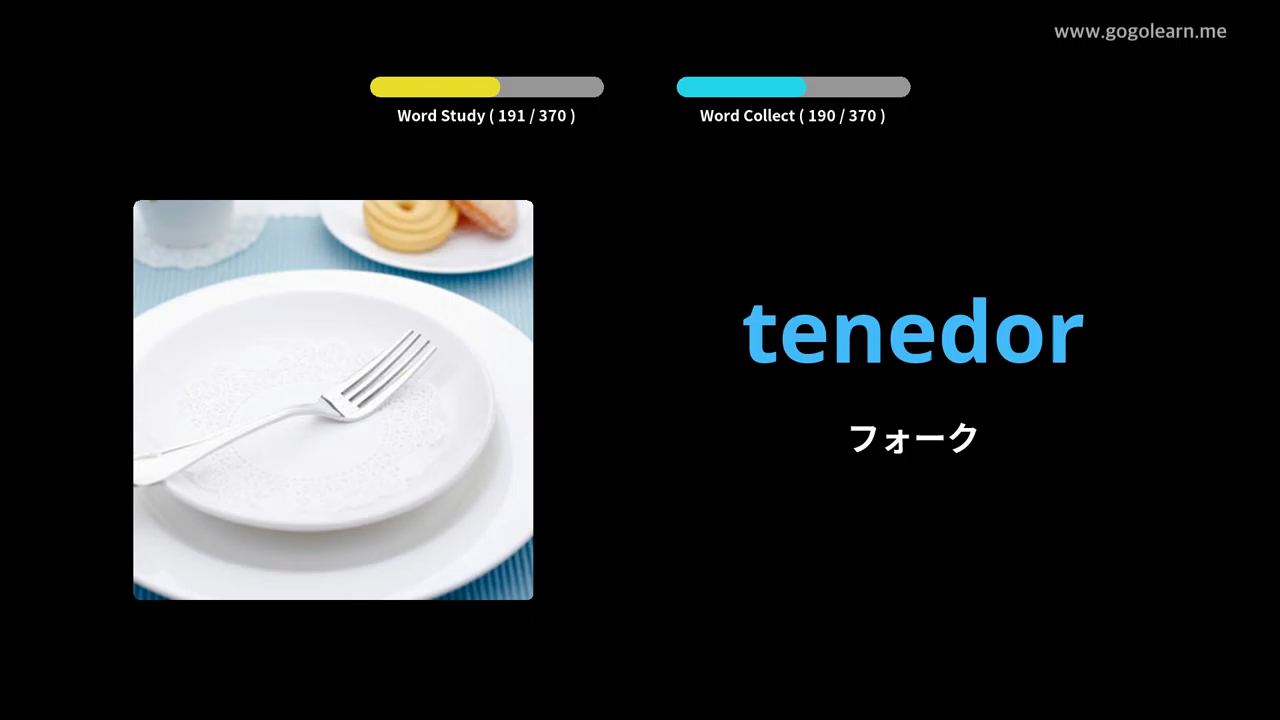 www.gogolearn.me
Word Study ( 191 / 370 )
Word Collect ( 190 / 370 )
tenedor
フォーク